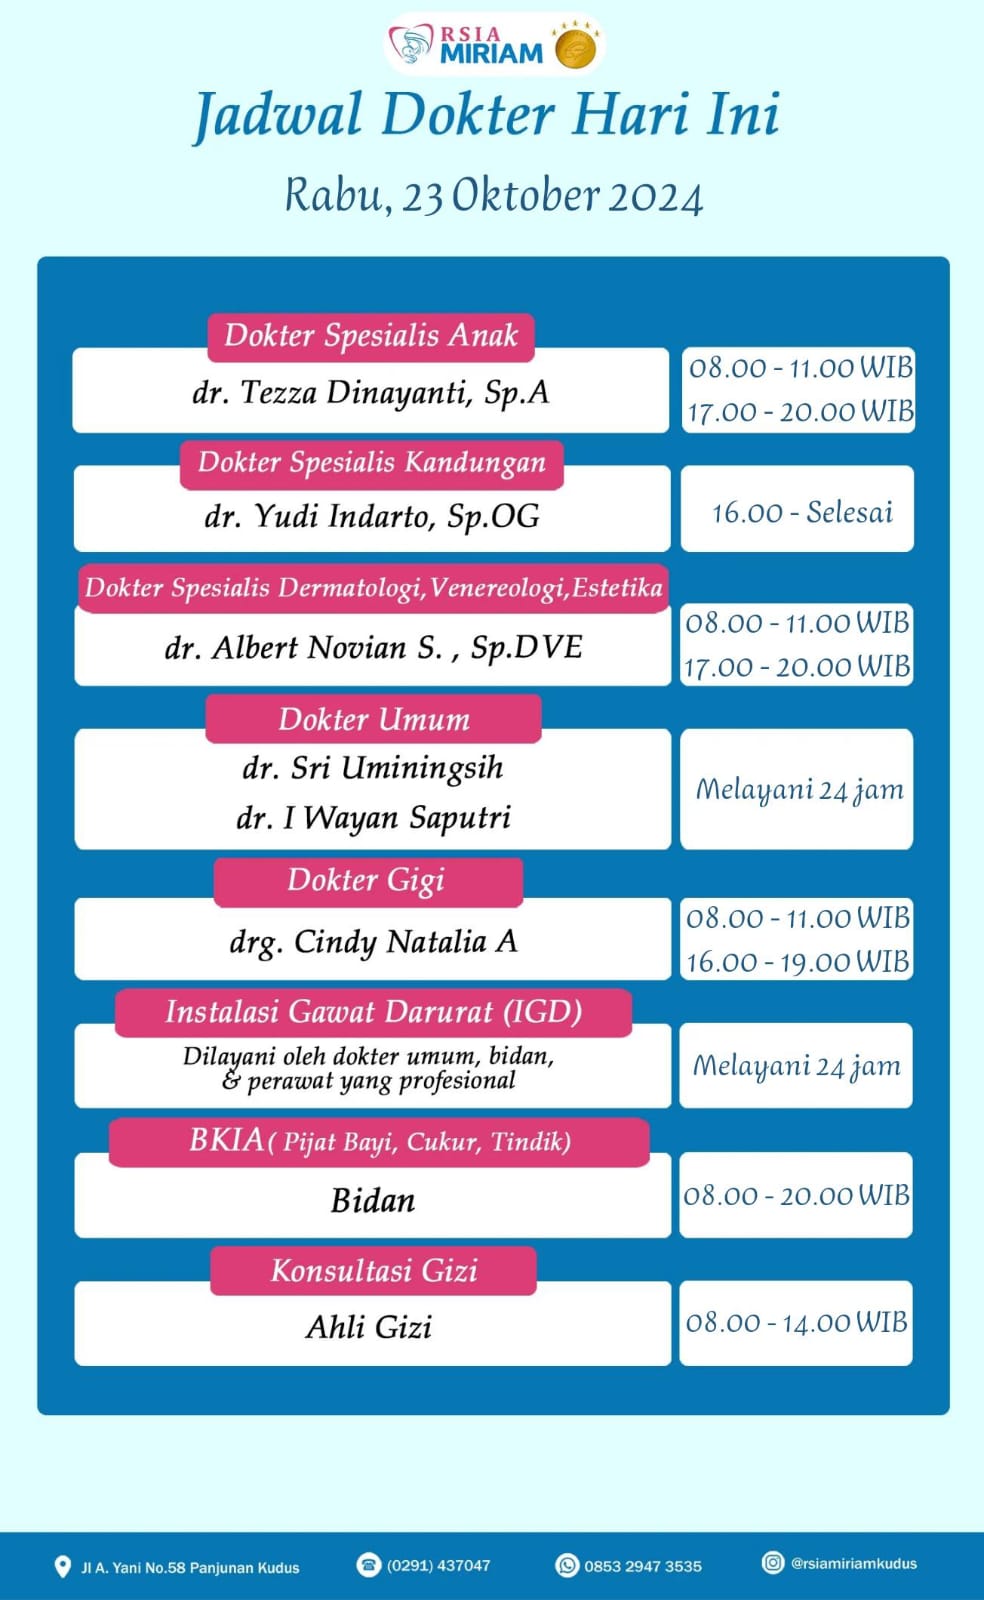 RSIA
MIRIAM
Jadwal Dokter Hari Ini
Rabu, 23 Oktober 2024
Dokter Spesialis Anak
dr. Tezza Dinayanti, Sp.A
08.00 - 11.00 WIB
17.00 - 20.00 WIB
Dokter Spesialis Kandungan
dr. Yudi Indarto, Sp.OG
16.00 - Selesai
Dokter Spesialis Dermatologi,Venereologi,Estetika
dr. Albert Novian S. , Sp.DVE
08.00 - 11.00 WIB
17.00 - 20.00 WIB
Dokter Umum
dr. Sri Uminingsih
dr. I Wayan Saputri
Melayani 24 jam
Dokter Gigi
drg. Cindy Natalia A
08.00 - 11.00 WIB
16.00 - 19.00 WIB
Instalasi Gawat Darurat (IGD)
Dilayani oleh dokter umum, bidan,
& perawat yang profesional
Melayani 24 jam
BKIA( Pijat Bayi, Cukur, Tindik)
Bidan
08.00 - 20.00 WIB
Konsultasi Gizi
Ahli Gizi
08.00 - 14.00 WIB
Jl A. Yani No.58 Panjunan Kudus
(0291) 437047
0853 2947 3535
@rsiamiriamkudus